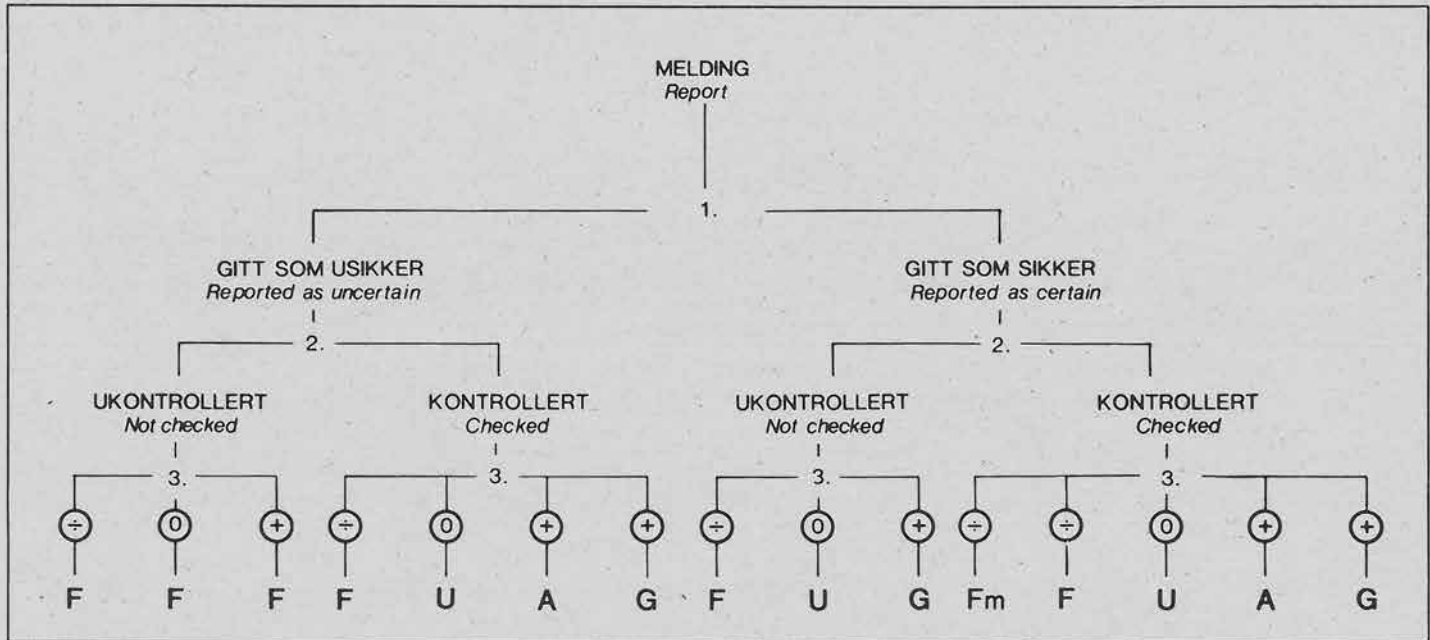 MELDING
Report
1.
GITT SOM USIKKER GITT SOM SIKKER
Reported as uncertain Reported as certain
2. 2.
UKONTROLLERT KONTROLLERT UKONTROLLERT KONTROLLERT
Not checked Checked Not checked Checked
3. 3. 3. 3.
÷ 0 + ÷ 0 + + ÷ 0 + ÷ ÷ 0 + +
F F F F U A G F U G Fm F U A G